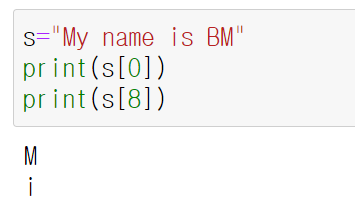 s="My name is BM"
print(s[0])
print(s[8])
M
i